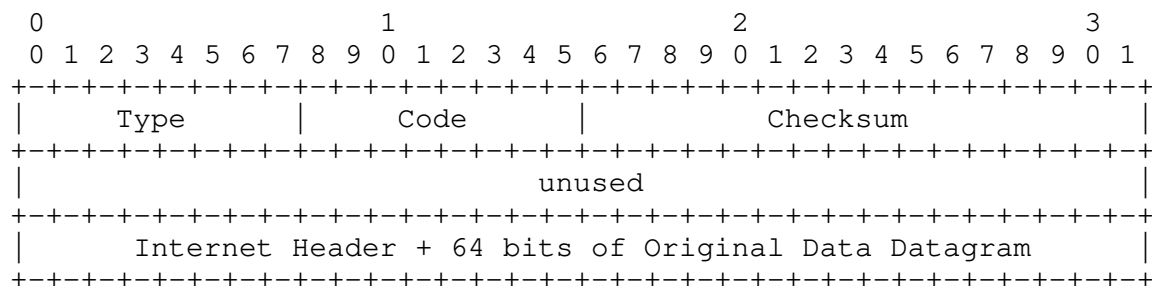 0                   1                   2                   3
0 1 2 3 4 5 6 7 8 9 0 1 2 3 4 5 6 7 8 9 0 1 2 3 4 5 6 7 8 9 0 1
+-+-+-+-+-+-+-+-+-+-+-+-+-+-+-+-+-+-+-+-+-+-+-+-+-+-+-+-+-+-+-+-+
|     Type      |     Code      |          Checksum             |
+-+-+-+-+-+-+-+-+-+-+-+-+-+-+-+-+-+-+-+-+-+-+-+-+-+-+-+-+-+-+-+-+
|                             unused                            |
+-+-+-+-+-+-+-+-+-+-+-+-+-+-+-+-+-+-+-+-+-+-+-+-+-+-+-+-+-+-+-+-+
|      Internet Header + 64 bits of Original Data Datagram      |
+-+-+-+-+-+-+-+-+-+-+-+-+-+-+-+-+-+-+-+-+-+-+-+-+-+-+-+-+-+-+-+-+